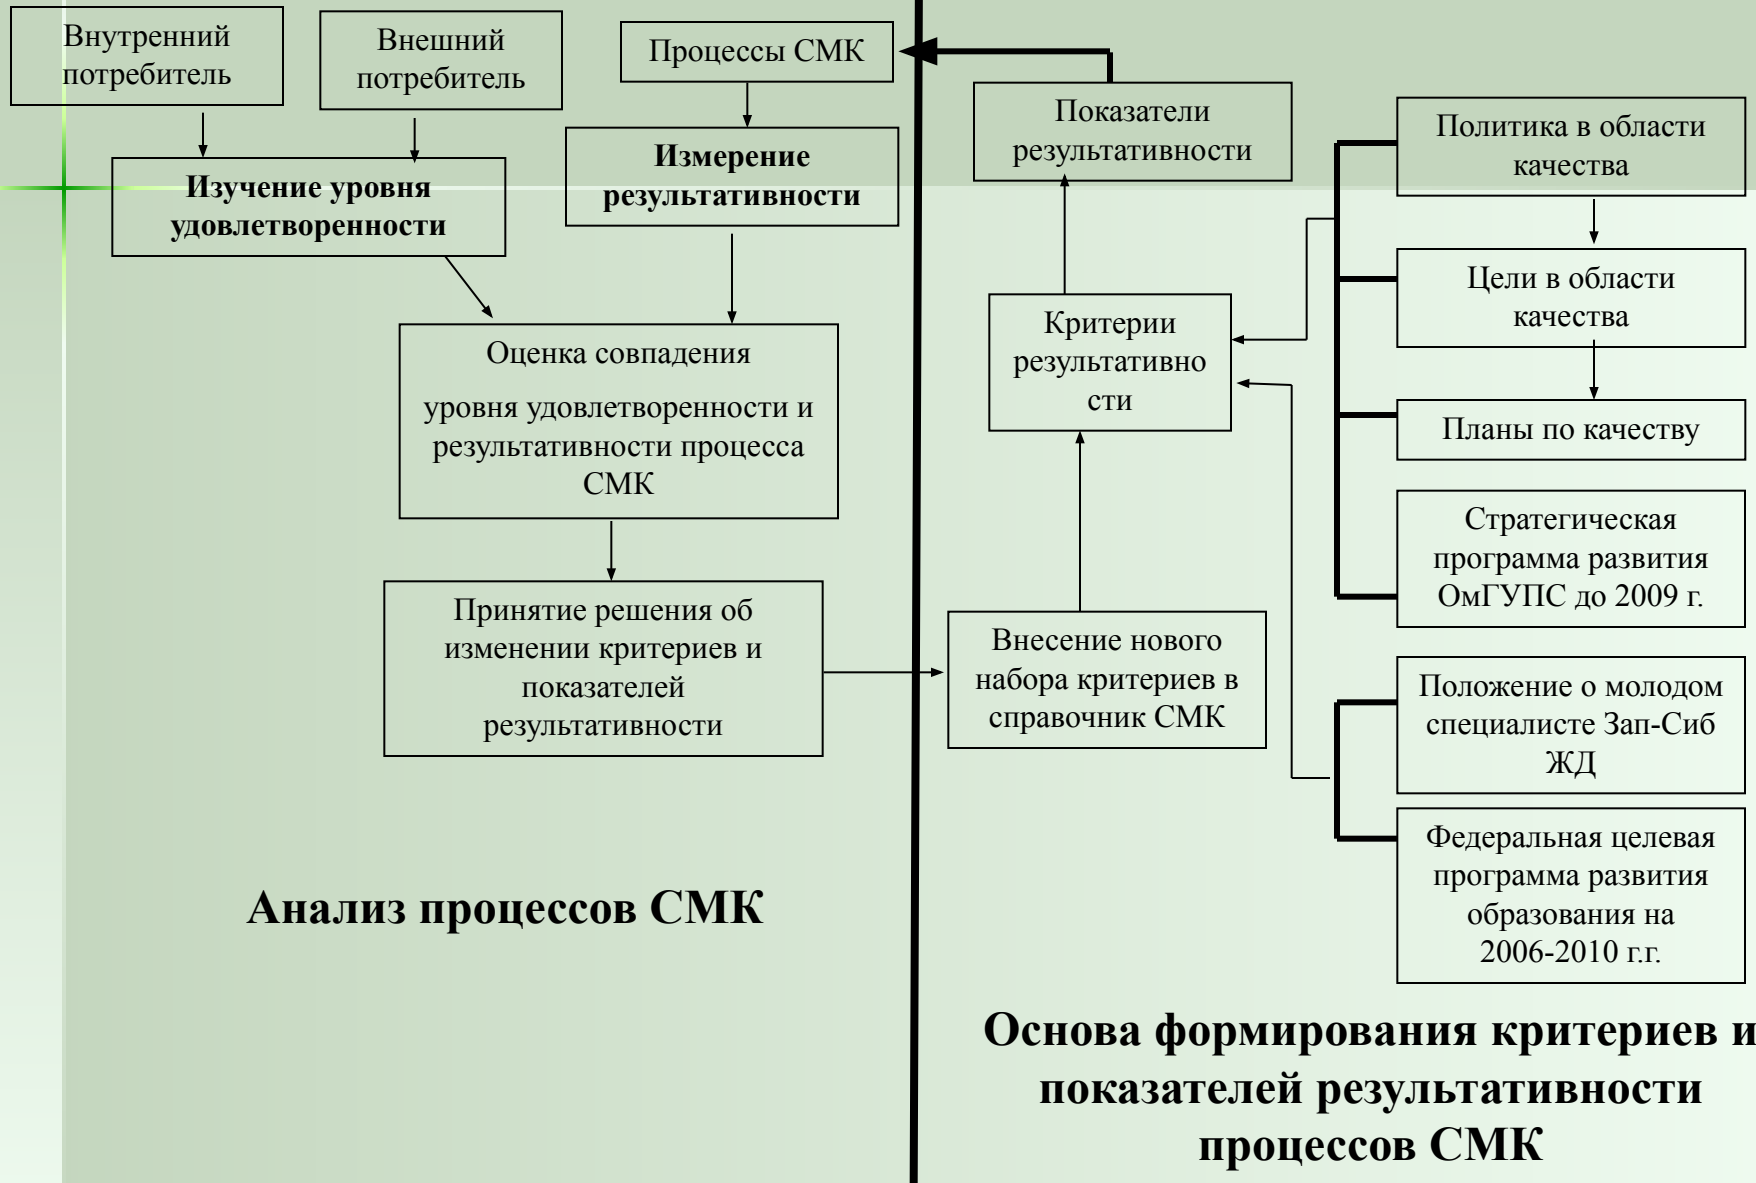 Внутренний
потребитель
Внешний
потребитель
Процессы СМК
Изучение уровня
удовлетворенности
Измерение
результативности
Оценка совпадения
уровня удовлетворенности и
результативности процесса
СМК
Принятие решения об
изменении критериев и
показателей
результативности
Анализ процессов СМК
Показатели
результативности
Критерии
результативно
сти
Внесение нового
набора критериев в
справочник СМК
Политика в области
качества
Цели в области
качества
Планы по качеству
Стратегическая
программа развития
ОмГУПС до 2009 г.
Положение о молодом
специалисте Зап-Сиб
ЖД
Федеральная целевая
программа развития
образования на
2006-2010 г.г.
Основа формирования критериев и
показателей результативности
процессов СМК